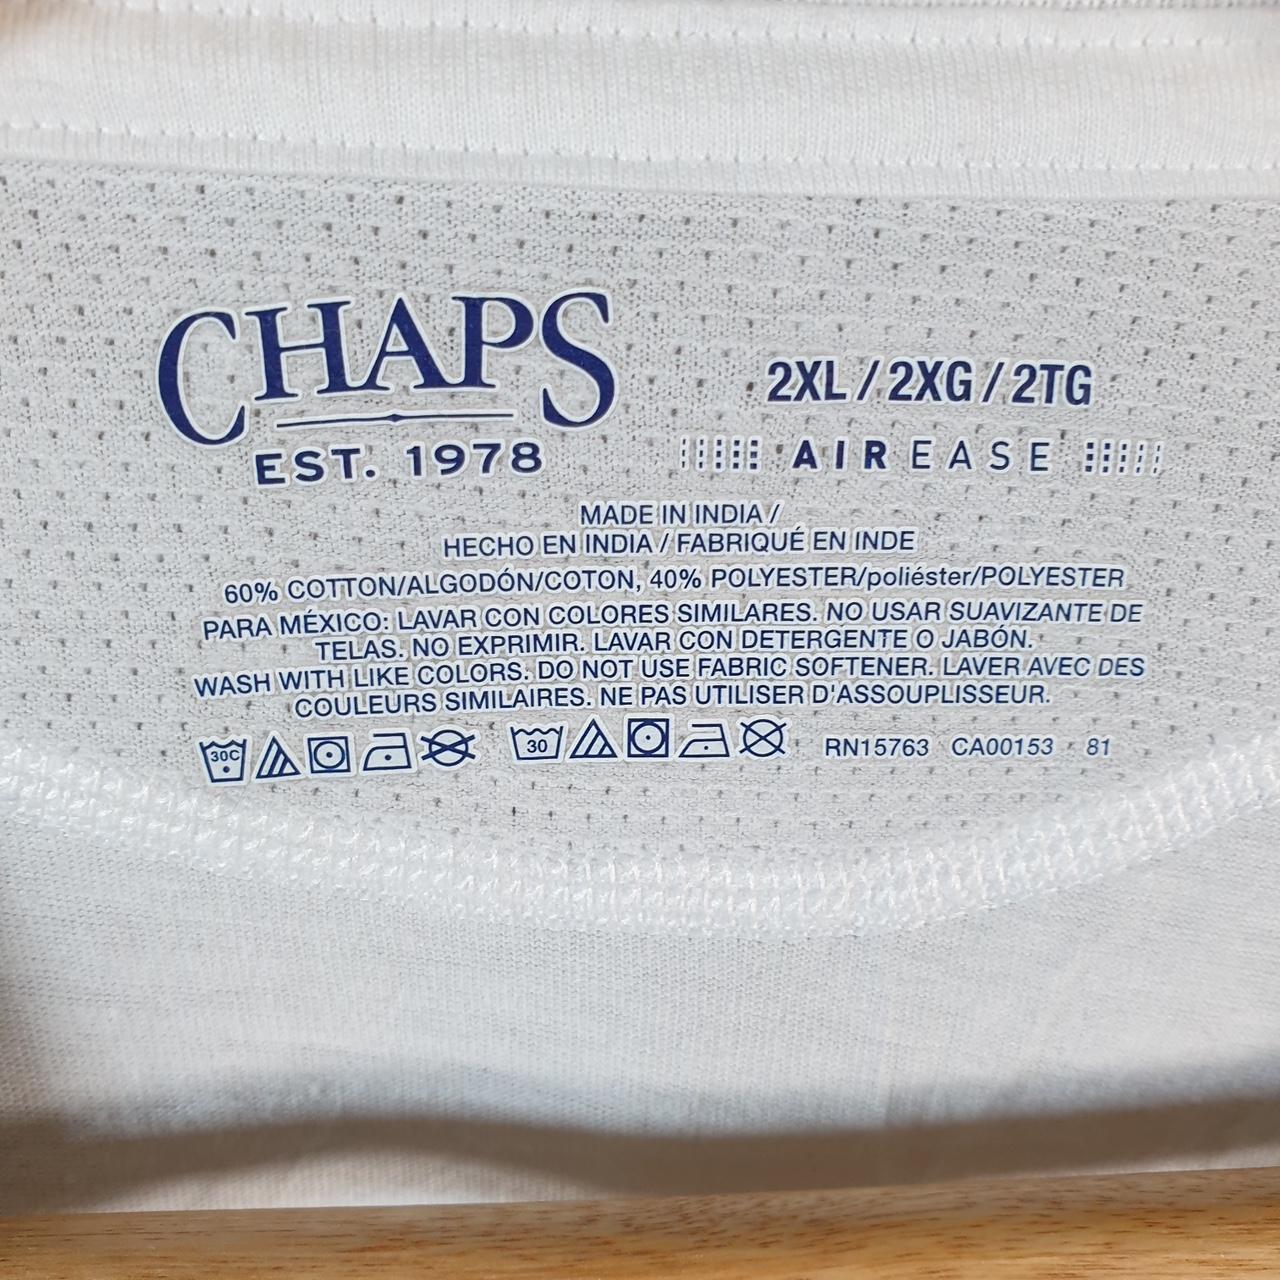 CHAPS
EST. 1978
2XL / 2XG / 2TG
AIREASE
MADE IN INDIA /
HECHO EN INDIA / FABRIQUÉ EN INDE
60% COTTON/ALGODÓN/COTON, 40% POLYESTER/poliéster/POLYESTER
PARA MÉXICO: LAVAR CON COLORES SIMILARES. NO USAR SUAVIZANTE DE
TELAS. NO EXPRIMIR. LAVAR CON DETERGENTE O JABÓN.
WASH WITH LIKE COLORS. DO NOT USE FABRIC SOFTENER. LAVER AVEC DES
COULEURS SIMILAIRES. NE PAS UTILISER D'ASSOUPLISSEUR.
30C 30 RN15763 CA00153 81